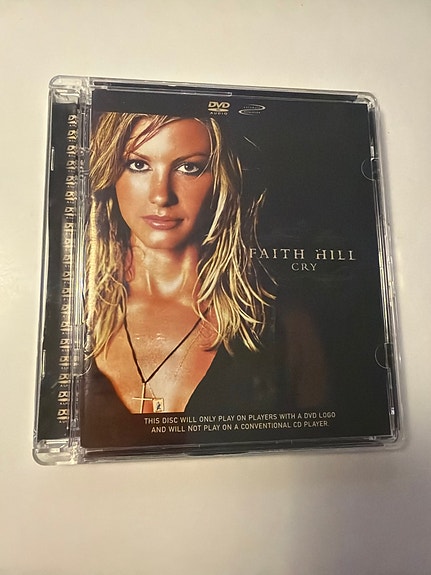 DVD
AUDIO
FAITH HILL
CRY
THIS DISC WILL ONLY PLAY ON PLAYERS WITH A DVD LOGO
AND WILL NOT PLAY ON A CONVENTIONAL CD PLAYER.